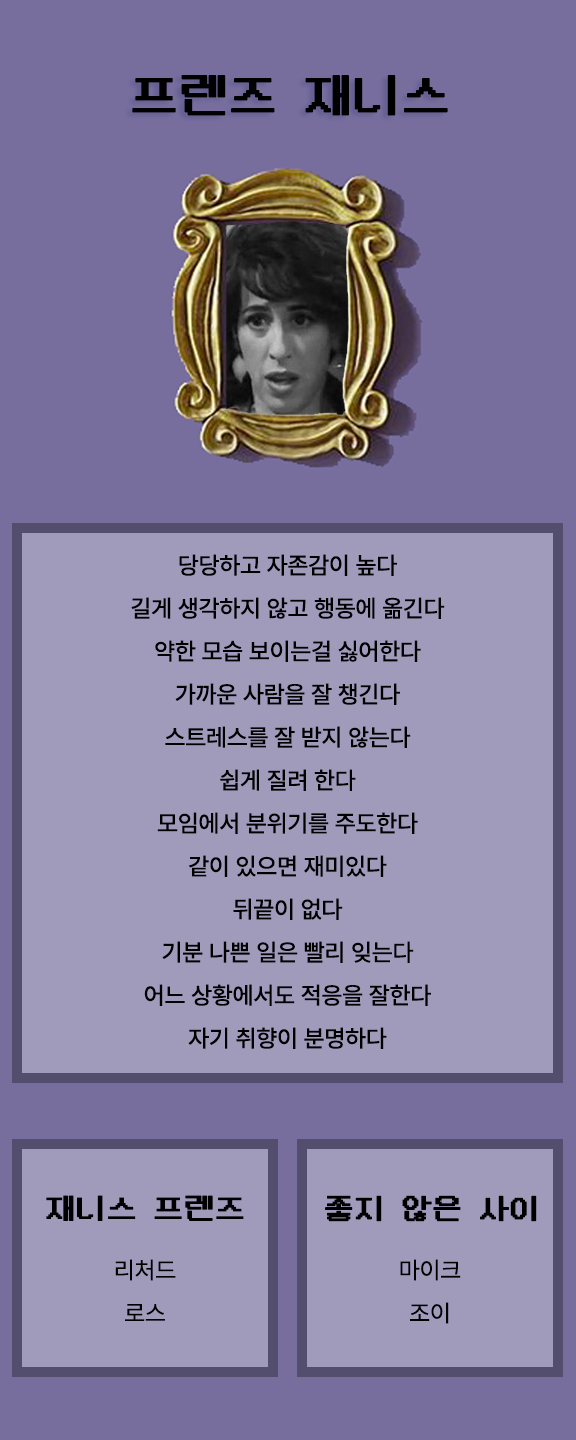 프렌즈 재니스
당당하고 자존감이 높다
길게 생각하지 않고 행동에 옮긴다
약한 모습 보이는걸 싫어한다
가까운 사람을 잘 챙긴다
스트레스를 잘 받지 않는다
쉽게 질려 한다
모임에서 분위기를 주도한다
같이 있으면 재미있다
뒤끝이 없다
기분 나쁜 일은 빨리 잊는다
어느 상황에서도 적응을 잘한다
자기 취향이 분명하다
재니스 프렌즈
리처드
로스
좋지 않은 사이
마이크
조이